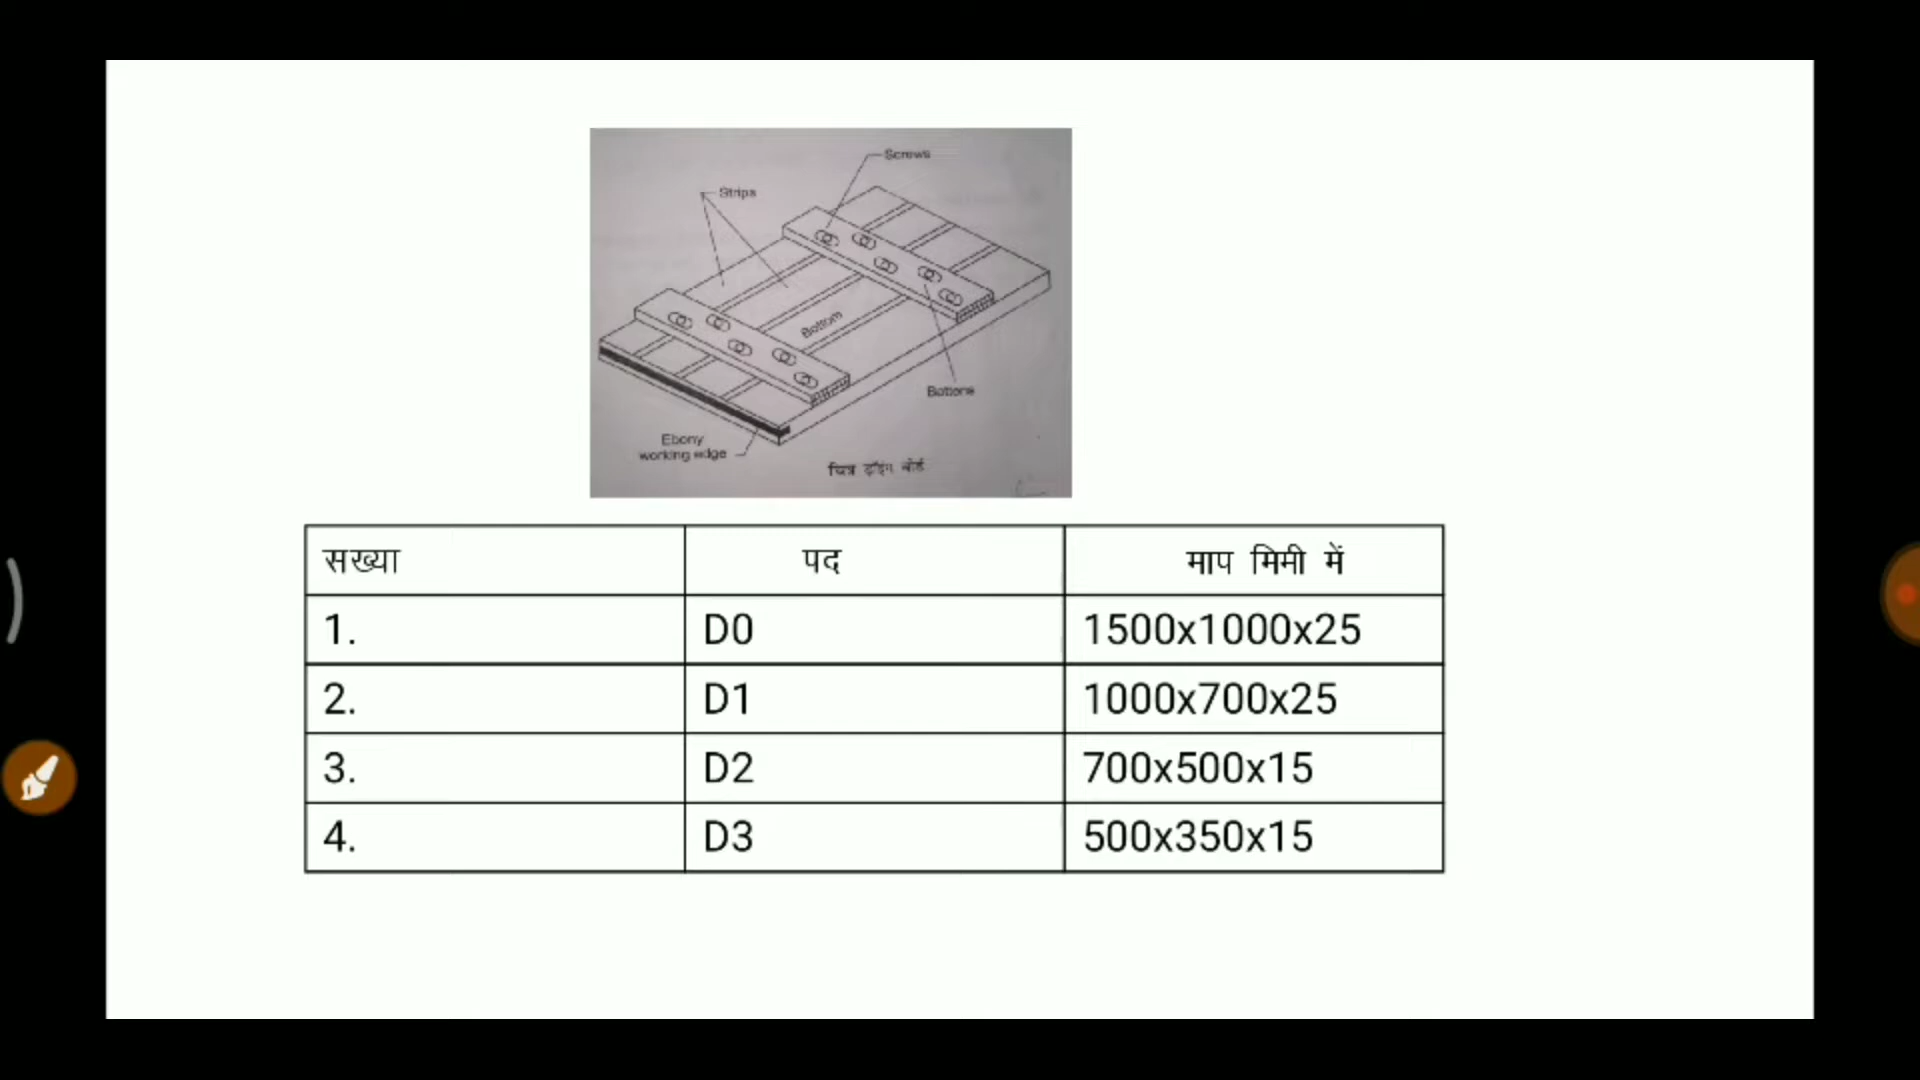 Screws
Strips
Bottom
Bottons
Ebony
working edge
चित्र ड्रॉइंग बोर्ड
सख्या पद माप मिमी में
1. D0 1500x1000x25
2. D1 1000x700x25
3. D2 700x500x15
4. D3 500x350x15